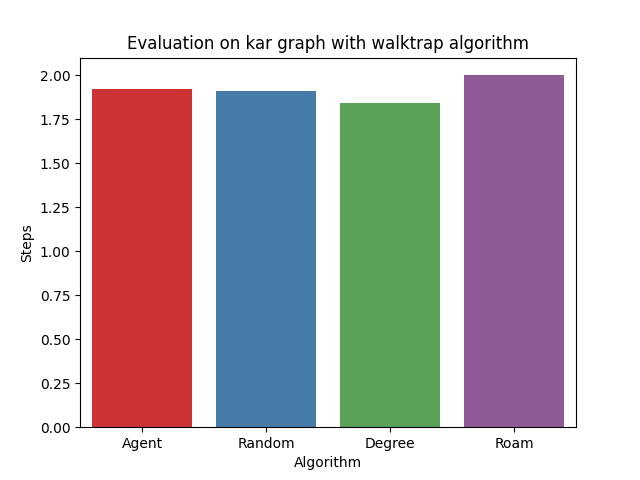 Evaluation on kar graph with walktrap algorithm
2.00
1.75
1.50
1.25
1.00
0.75
0.50
0.25
0.00
Steps
Agent Random Degree Roam
Algorithm